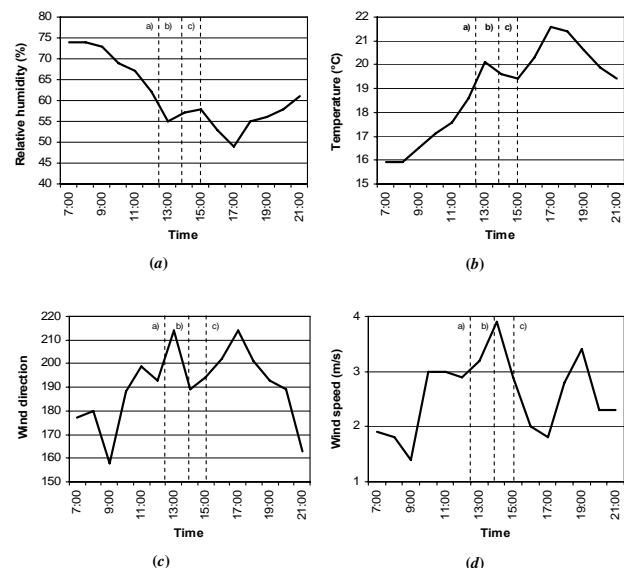 Relative humidity (%)
80
75
70
65
60
55
50
45
40
a) b) c)
7:00 9:00 11:00 13:00 15:00 17:00 19:00 21:00
Time
(a)
Temperature (°C)
22
21
20
19
18
17
16
15
a) b) c)
7:00 9:00 11:00 13:00 15:00 17:00 19:00 21:00
Time
(b)
Wind direction
220
210
200
190
180
170
160
150
a) b) c)
7:00 9:00 11:00 13:00 15:00 17:00 19:00 21:00
Time
(c)
Wind speed (m/s)
4
3
2
1
a) b) c)
7:00 9:00 11:00 13:00 15:00 17:00 19:00 21:00
Time
(d)